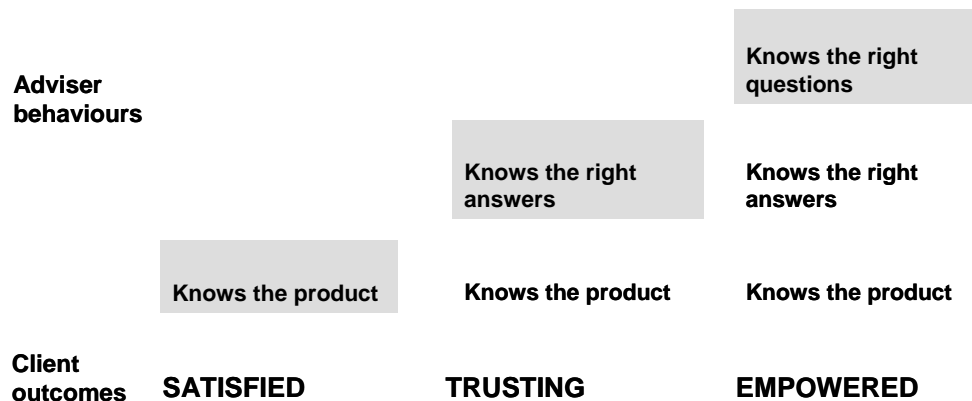 Knows the right
questions
Adviser
behaviours
Knows the right
answers
Knows the right
answers
Knows the product
Knows the product
Knows the product
Client
outcomes
SATISFIED
TRUSTING
EMPOWERED